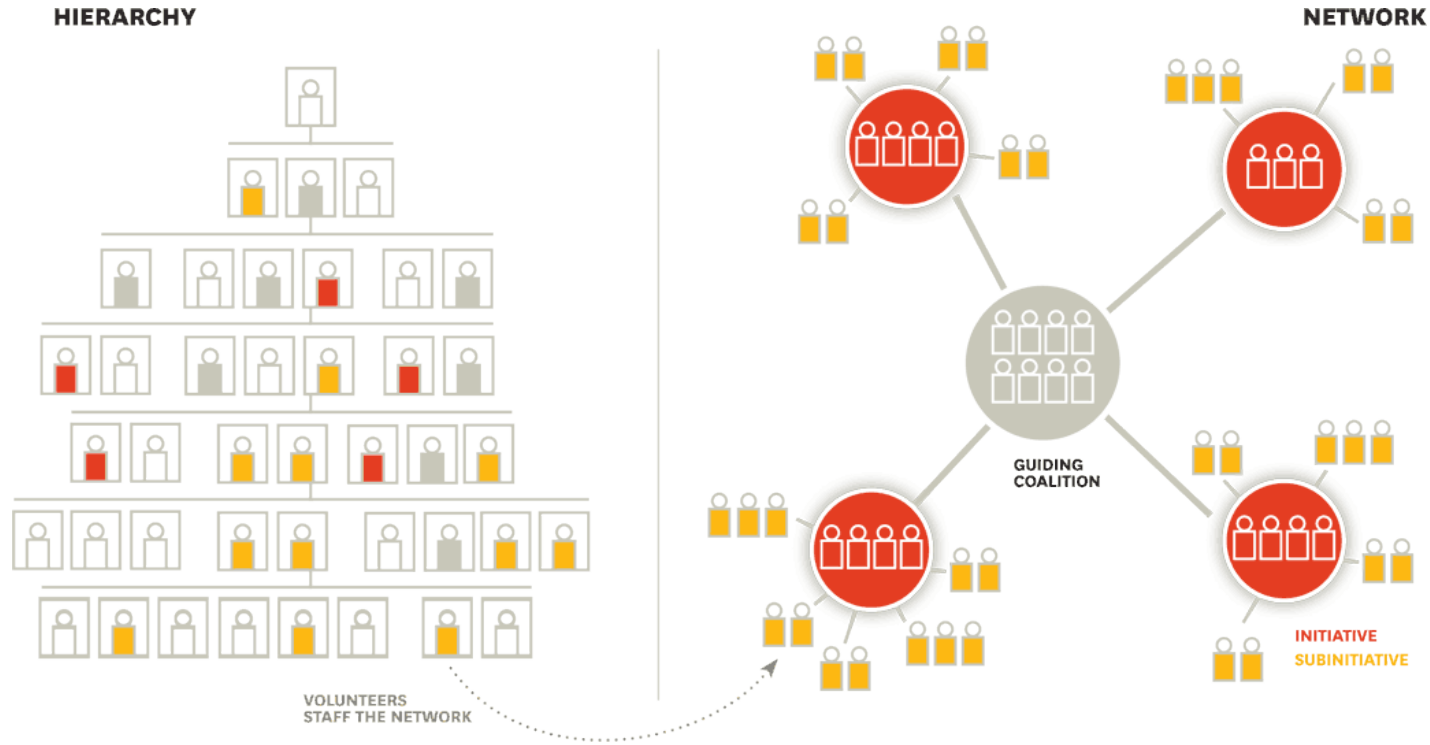 HIERARCHY
NETWORK
GUIDING
COALITION
INITIATIVE
SUBINITIATIVE
VOLUNTEERS
STAFF THE NETWORK